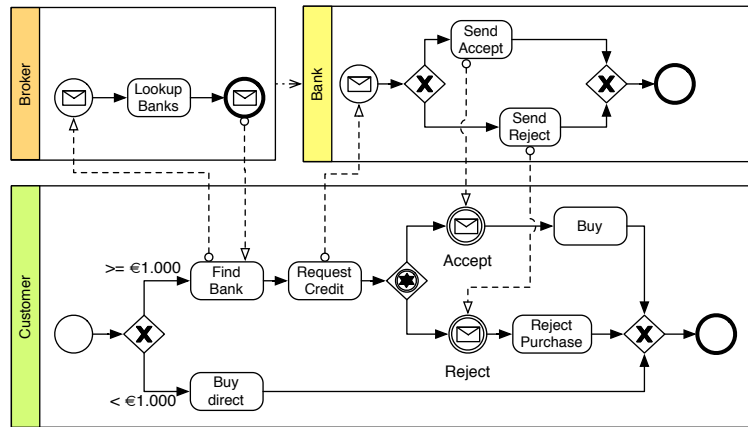 Broker
Lookup
Banks
Bank
Send
Accept
Send
Reject
Customer
>= €1.000
< €1.000
Find
Bank
Request
Credit
Buy
direct
Accept
Reject
Buy
Reject
Purchase